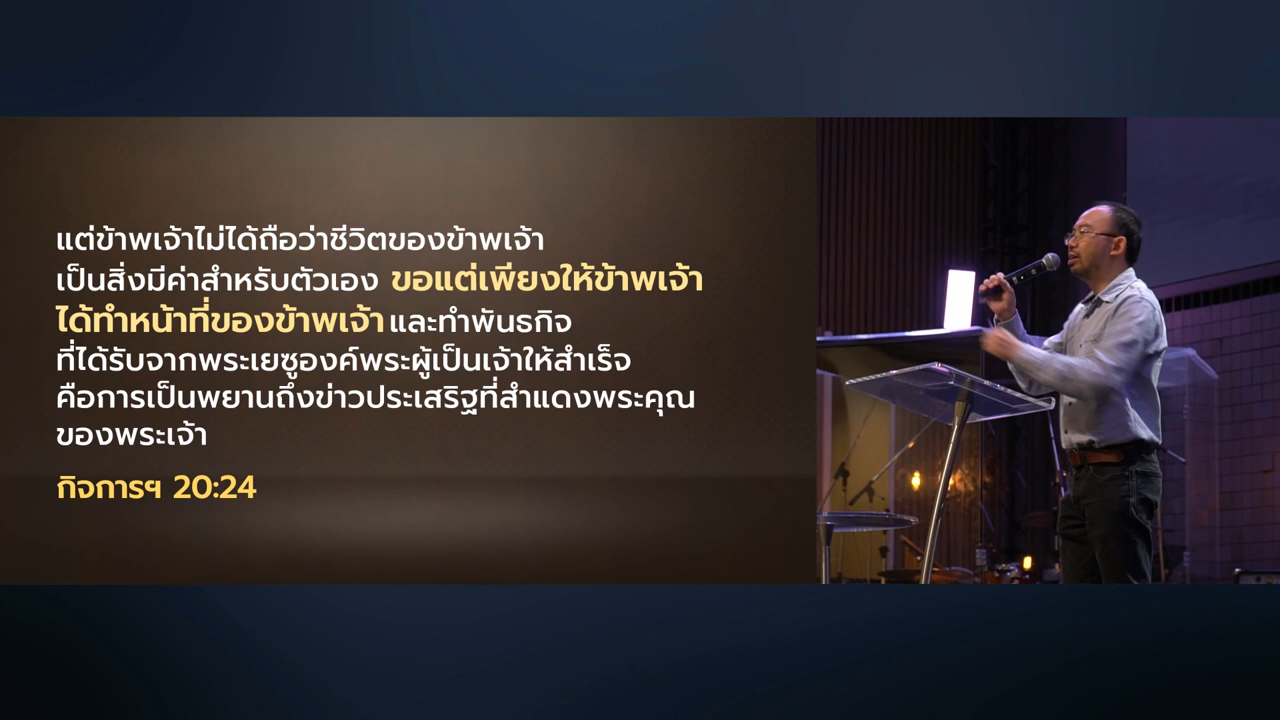 แต่ข้าพเจ้าไม่ได้ถือว่าชีวิตของข้าพเจ้า
เป็นสิ่งมีค่าสำหรับตัวเอง ขอแต่เพียงให้ข้าพเจ้า
ได้ทำหน้าที่ของข้าพเจ้า และทำพันธกิจ
ที่ได้รับจากพระเยซูองค์พระผู้เป็นเจ้าให้สำเร็จ
คือการเป็นพยานถึงข่าวประเสริฐที่สำแดงพระคุณ
ของพระเจ้า
กิจการฯ 20:24